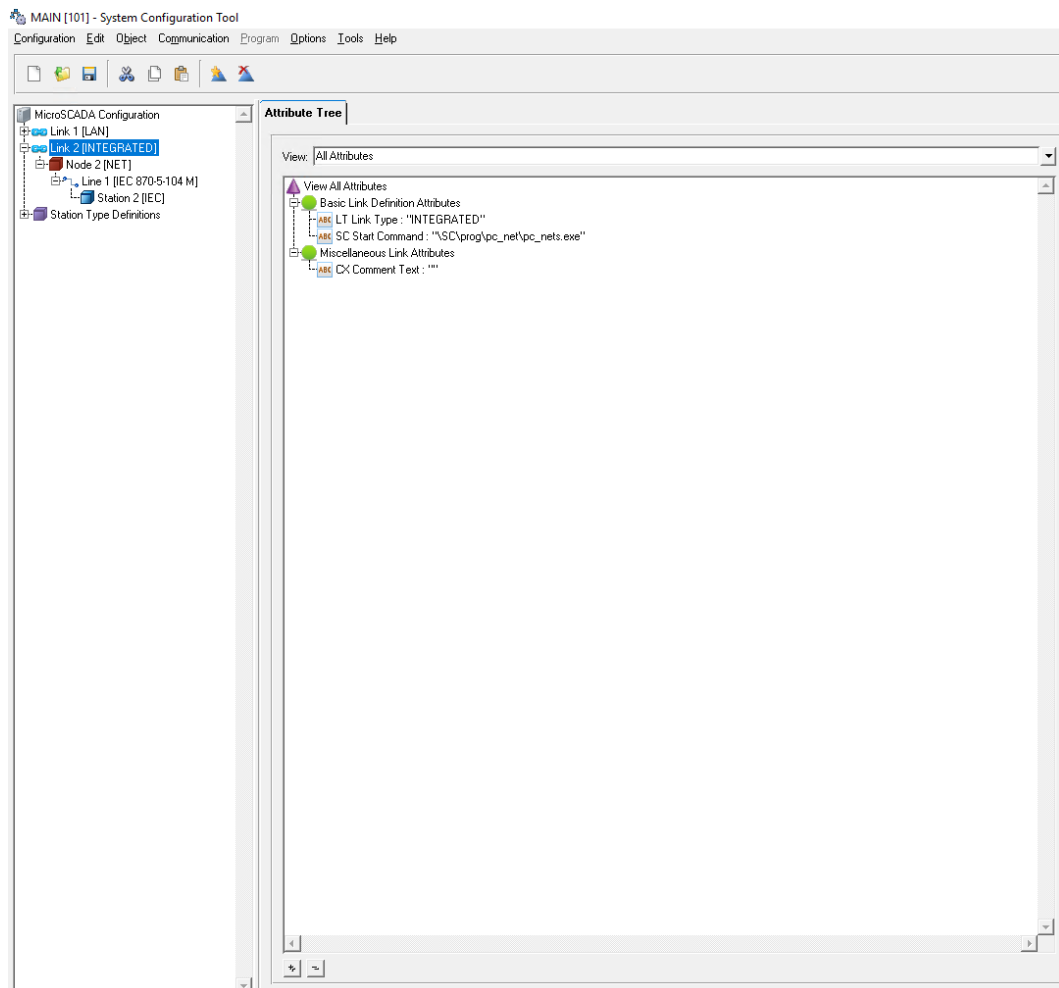 MAIN [101] - System Configuration Tool
Configuration Edit Object Communication Program Options Tools Help
MicroSCADA Configuration
Link 1 [LAN]
Link 2 [INTEGRATED]
Node 2 [NET]
Line 1 [IEC 870-5-104 M]
Station 2 [IEC]
Station Type Definitions
Attribute Tree
View: All Attributes
View All Attributes
Basic Link Definition Attributes
ABC LT Link Type : "INTEGRATED"
ABC SC Start Command : "\SC\prog\pc_net\pc_nets.exe"
Miscellaneous Link Attributes
ABC CX Comment Text : ""